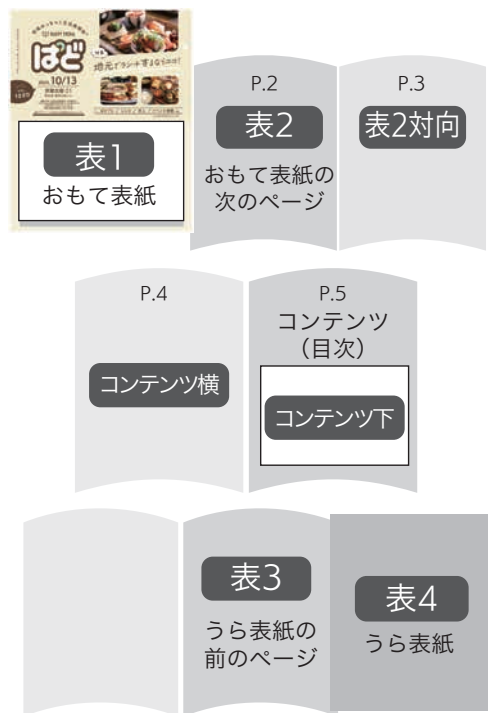 ぱど
10/13
地元でランチするならココ!
表1
おもて表紙
P.2
表2
おもて表紙の
次のページ
P.3
表2対向
P.4
コンテンツ横
P.5
コンテンツ
(目次)
コンテンツ下
表3
うら表紙の
前のページ
表4
うら表紙